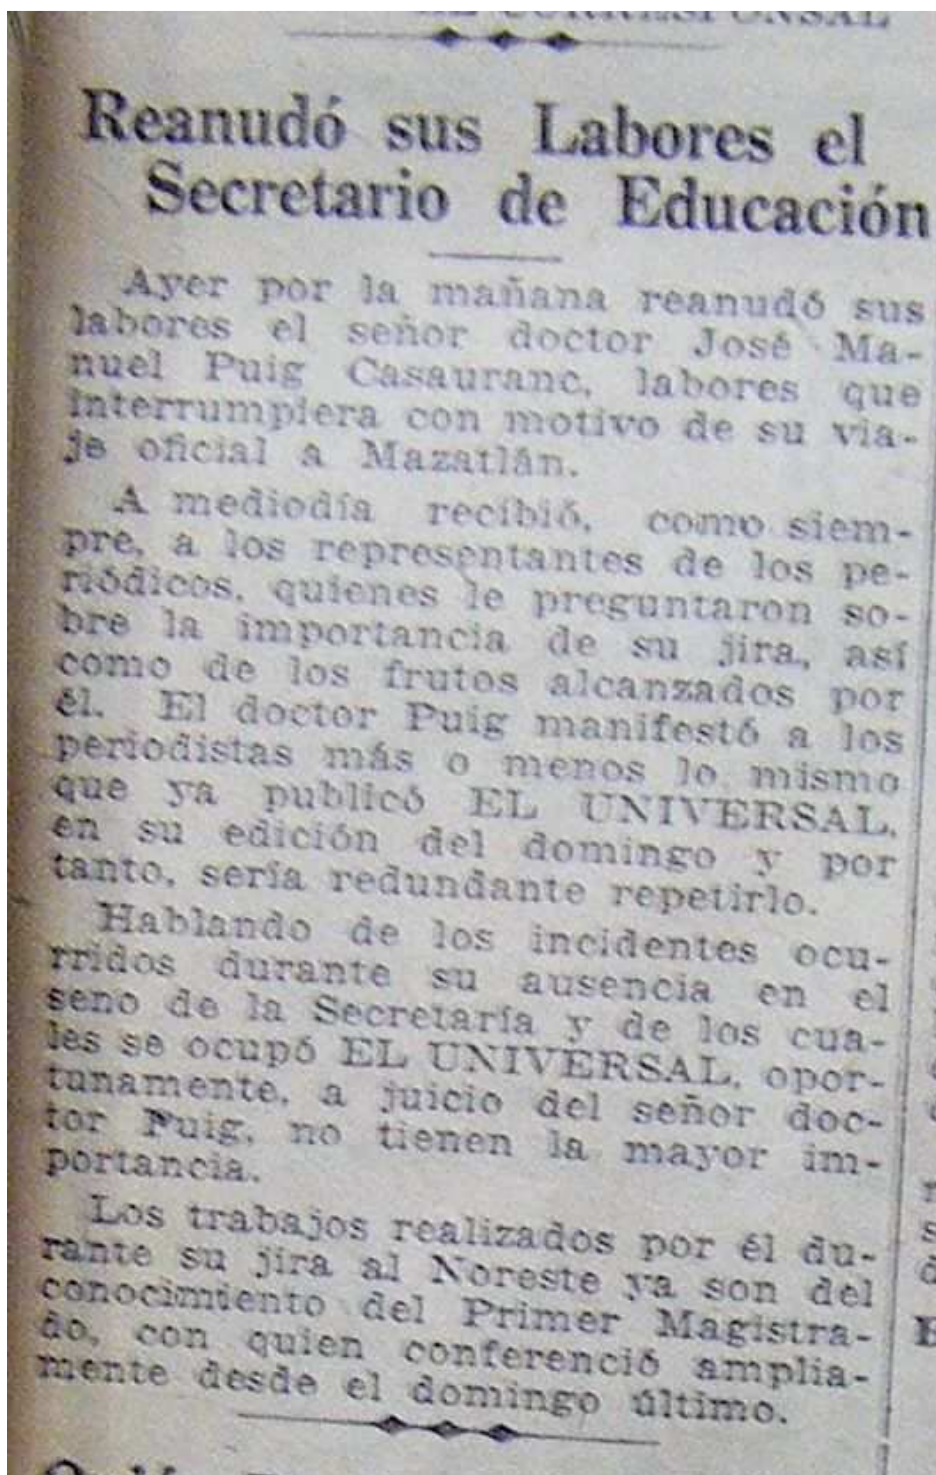 EL CORRESPONSAL
Reanudó sus Labores el
Secretario de Educación
Ayer por la mañana reanudó sus
labores el señor doctor José Ma-
nuel Puig Casauranc, labores que
interrumpiera con motivo de su via-
je oficial a Mazatlán.
A mediodía recibió, como siem-
pre, a los representantes de los pe-
riódicos, quienes le preguntaron so-
bre la importancia de su jira, así
como de los frutos alcanzados por
él. El doctor Puig manifestó a los
periodistas más o menos lo mismo
que ya publicó EL UNIVERSAL,
en su edición del domingo y por
tanto, sería redundante repetirlo.
Hablando de los incidentes ocu-
rridos durante su ausencia en el
seno de la Secretaría y de los cua-
les se ocupó EL UNIVERSAL, opor-
tunamente, a juicio del señor doc-
tor Puig, no tienen la mayor im-
portancia.
Los trabajos realizados por él du-
rante su jira al Noreste ya son del
conocimiento del Primer Magistra-
do, con quien conferenció amplia-
mente desde el domingo último.